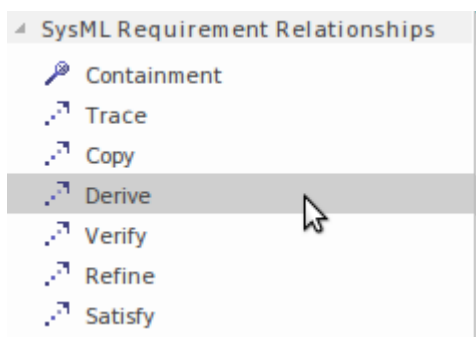 SysML Requirement Relationships
Containment
Trace
Copy
Derive
Verify
Refine
Satisfy